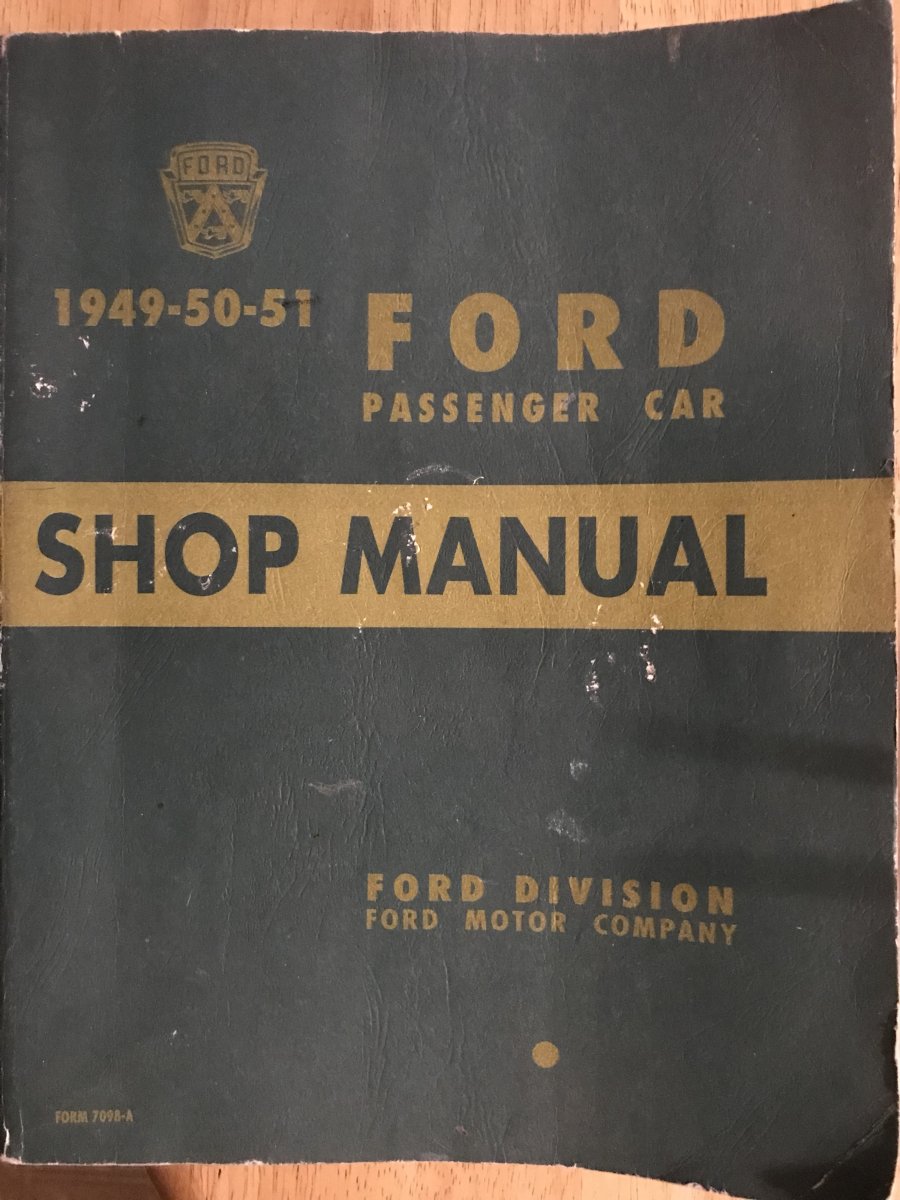 FORD
1949-50-51
FORD
PASSENGER CAR
SHOP MANUAL
FORD DIVISION
FORD MOTOR COMPANY
FORM 7098-A